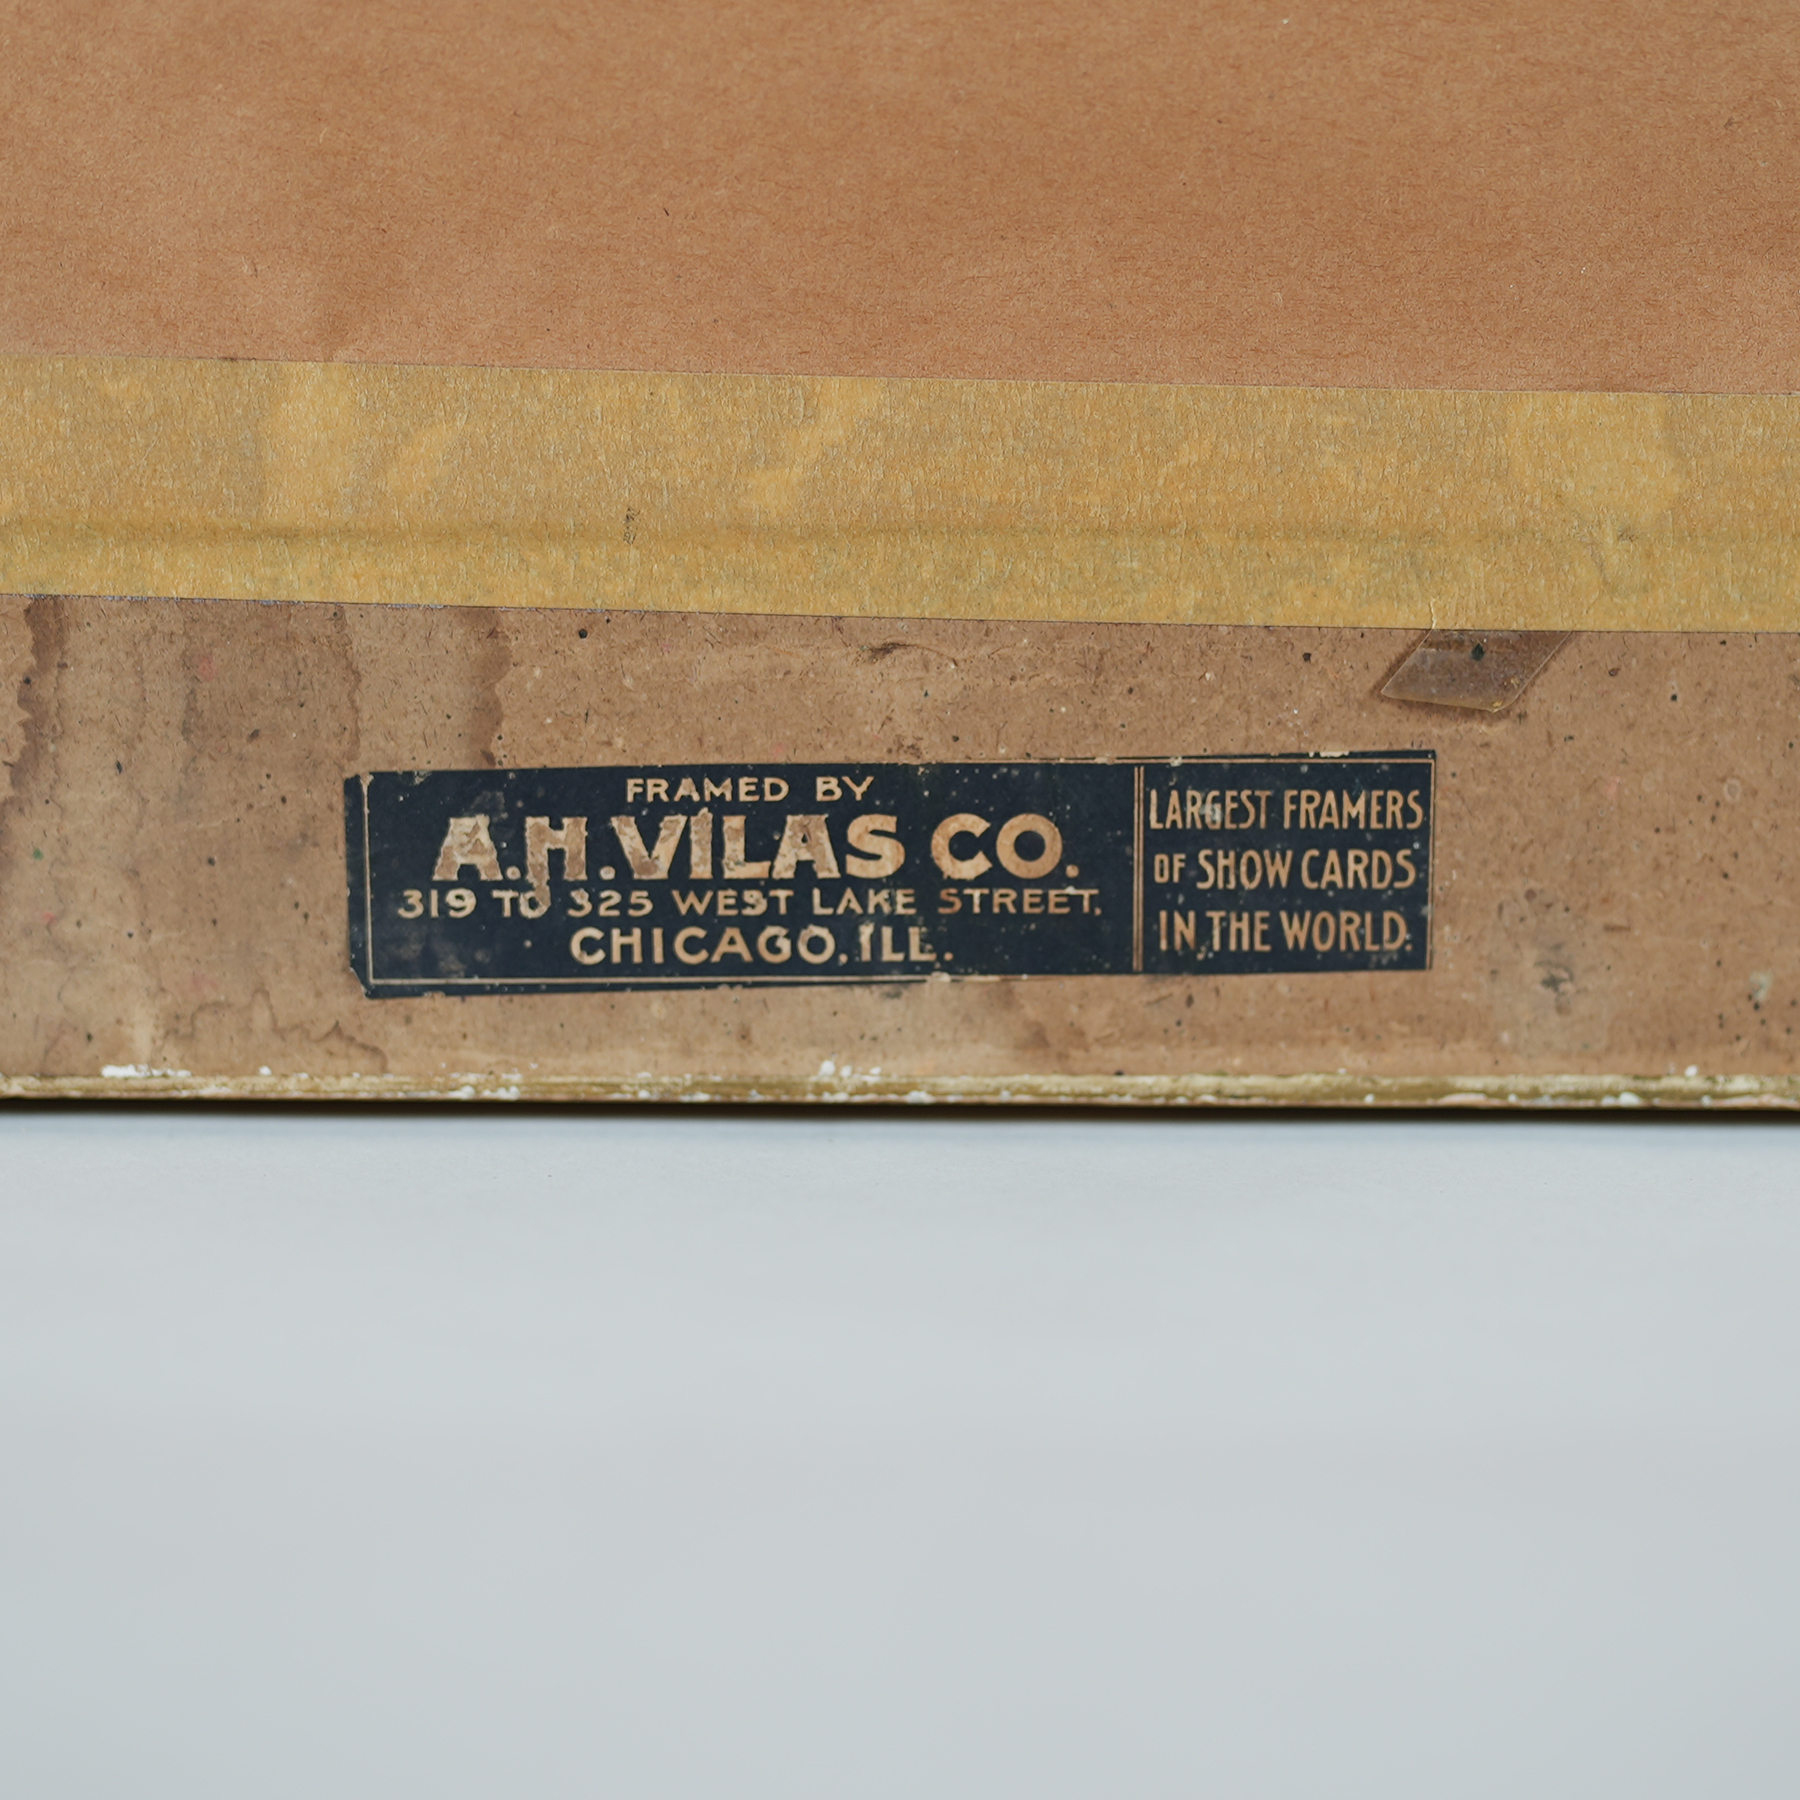 FRAMED BY
A.H. VILAS CO.
319 TO 325 WEST LAKE STREET,
CHICAGO, ILL.
LARGEST FRAMERS
OF SHOW CARDS
IN THE WORLD.